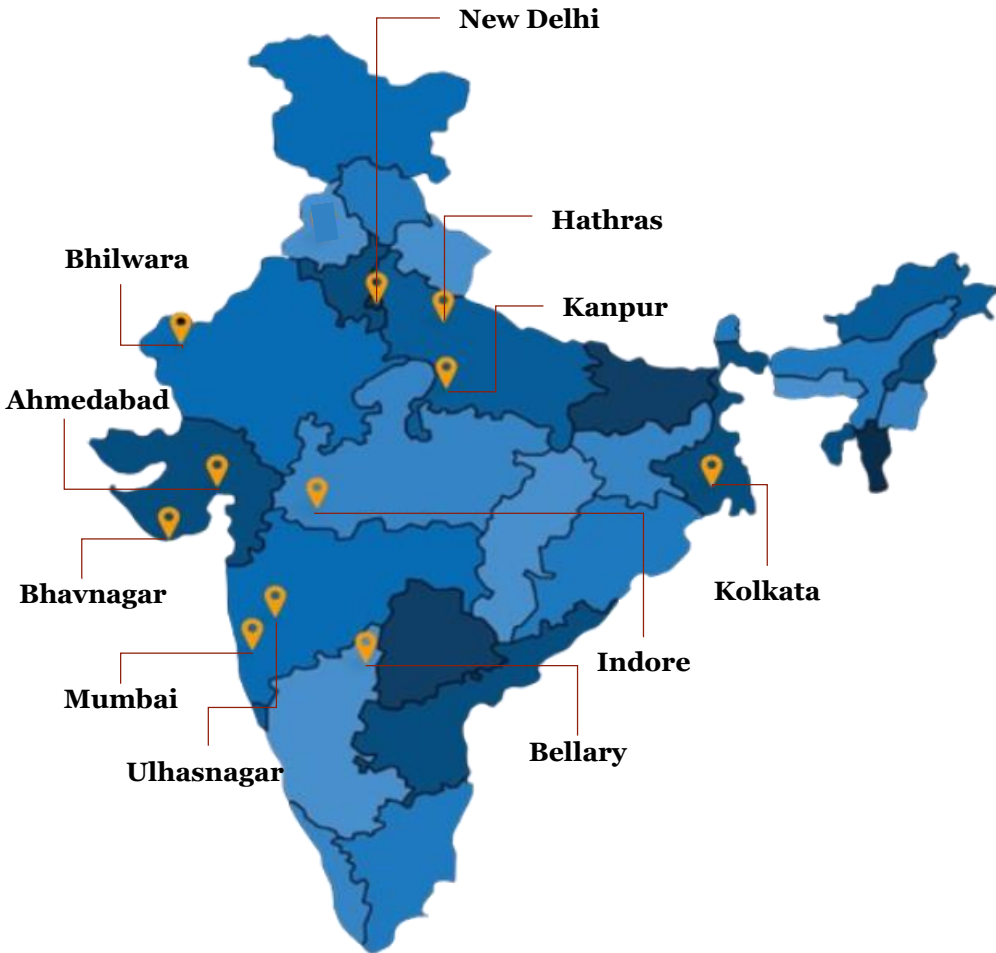 New Delhi
Hathras
Bhilwara
Kanpur
Ahmedabad
Bhavnagar
Kolkata
Indore
Mumbai
Bellary
Ulhasnagar